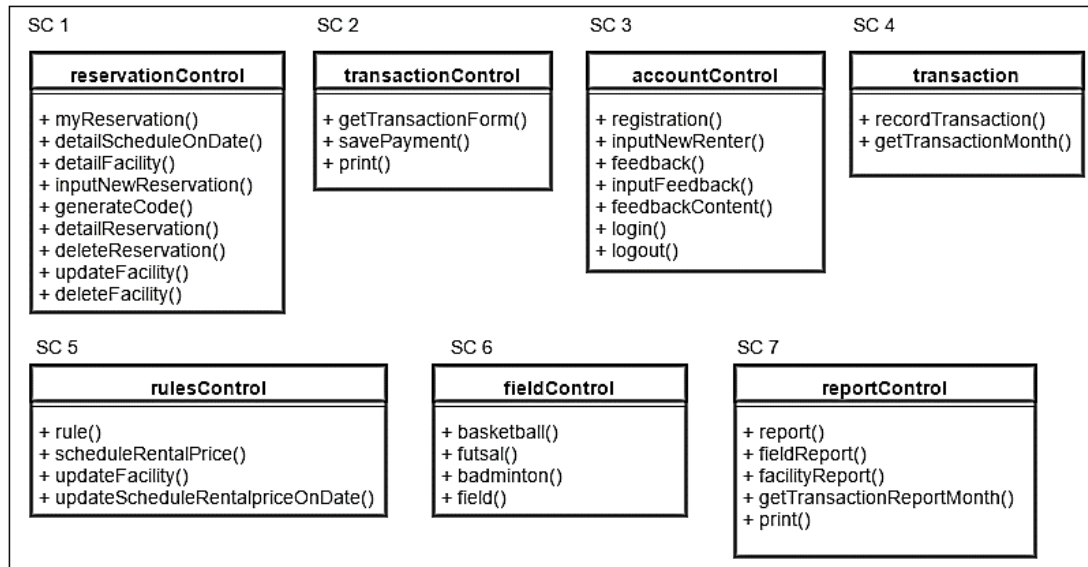 SC 1
reservationControl
+ myReservation()
+ detailScheduleOnDate()
+ detailFacility()
+ inputNewReservation()
+ generateCode()
+ detailReservation()
+ deleteReservation()
+ updateFacility()
+ deleteFacility()
SC 2
transactionControl
+ getTransactionForm()
+ savePayment()
+ print()
SC 3
accountControl
+ registration()
+ inputNewRenter()
+ feedback()
+ inputFeedback()
+ feedbackContent()
+ login()
+ logout()
SC 4
transaction
+ recordTransaction()
+ getTransactionMonth()
SC 5
rulesControl
+ rule()
+ scheduleRentalPrice()
+ updateFacility()
+ updateScheduleRentalpriceOnDate()
SC 6
fieldControl
+ basketball()
+ futsal()
+ badminton()
+ field()
SC 7
reportControl
+ report()
+ fieldReport()
+ facilityReport()
+ getTransactionReportMonth()
+ print()